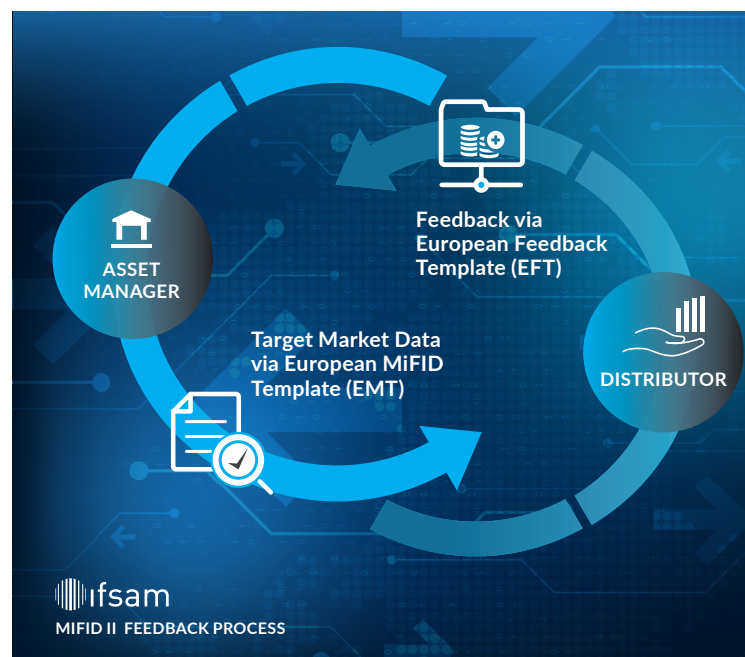 Feedback via
European Feedback
Template (EFT)
ASSET
MANAGER
Target Market Data
via European MiFID
Template (EMT)
DISTRIBUTOR
ifsam
MIFID II FEEDBACK PROCESS